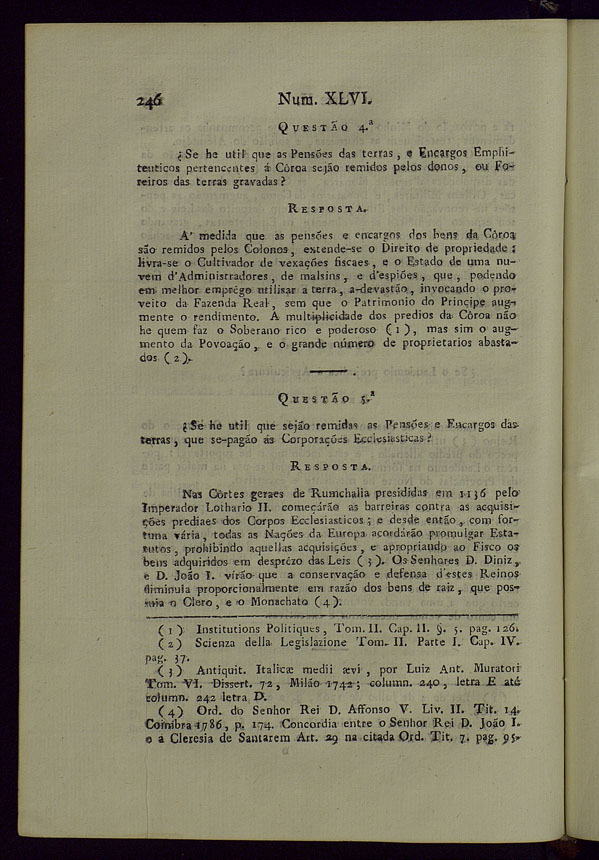 246 Num. XLVI.
QUESTÃO 4.ª
¿Se he util que as Pensões das terras, e Encargos Emphi-
teuticos pertencentes á Côroa sejão remidos pelos donos, ou Fo-
reiros das terras gravadas?
RESPOSTA.
A' medida que as pensões e encargos dos bens da Côroa
são remidos pelos Colonos, extende-se o Direito de propriedade;
livra-se o Cultivador de vexações fiscaes, e o Estado de uma nu-
vem d'Administradores, de malsins, e d'espiões, que, podendo
em melhor emprégo utilisar a terra, a-devastão, invocando o pro-
veito da Fazenda Real, sem que o Patrimonio do Principe aug-
mente o rendimento. A multiplicidade dos predios da Côroa não
he quem faz o Soberano rico e poderoso (1), mas sim o aug-
mento da Povoação, e o grande número de proprietarios abasta-
dos (2).
QUESTÃO 5.ª
¿Se he util que sejão remidas as Pensões e Encargos das
terras, que se-pagão ás Corporações Ecclesiasticas?
RESPOSTA.
Nas Côrtes geraes de Rumchalia presididas em 1136 pelo
Imperador Lothario II. começárão as barreiras contra as acquisi-
ções prediaes dos Corpos Ecclesiasticos; e desde então, com for-
tuna vária, todas as Nações da Europa acordárão promulgar Esta-
tutos, prohibindo aquellas acquisições, e apropriando ao Fisco os
bens adquiridos em desprézo das Leis (3). Os Senhores D. Diniz,
e D. João I. virão que a conservação e defensa d'estes Reinos
diminuia proporcionalmente em razão dos bens de raiz, que pos-
suia o Clero, e o Monachato (4).
(1) Institutions Politiques, Tom. II. Cap. II. §. 5. pag. 126.
(2) Scienza della Legislazione Tom. II. Parte I. Cap. IV.
pag. 37.
(3) Antiquit. Italicæ medii ævi, por Luiz Ant. Muratori
Tom. VI. Dissert. 72, Milão 1742; column. 240, letra E até
column. 242 letra D.
(4) Ord. do Senhor Rei D. Affonso V. Liv. II. Tit. 14.
Coimbra 1786, p. 174. Concordia entre o Senhor Rei D. João I.
e a Cleresia de Santarem Art. 29 na citada Ord. Tit. 7. pag. 95.